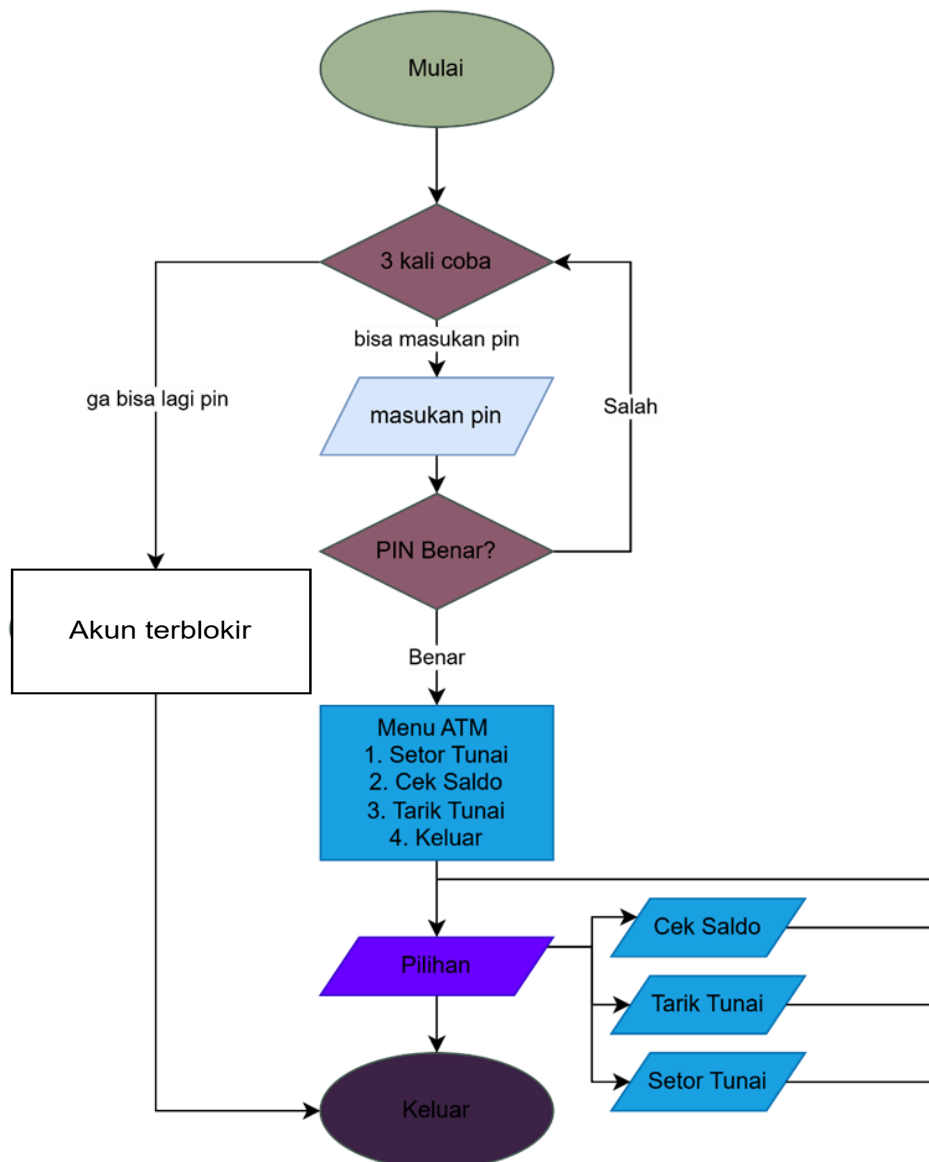 Mulai
3 kali coba
bisa masukan pin
ga bisa lagi pin
masukan pin
Salah
PIN Benar?
Akun terblokir
Benar
Menu ATM
1. Setor Tunai
2. Cek Saldo
3. Tarik Tunai
4. Keluar
Cek Saldo
Pilihan
Tarik Tunai
Setor Tunai
Keluar